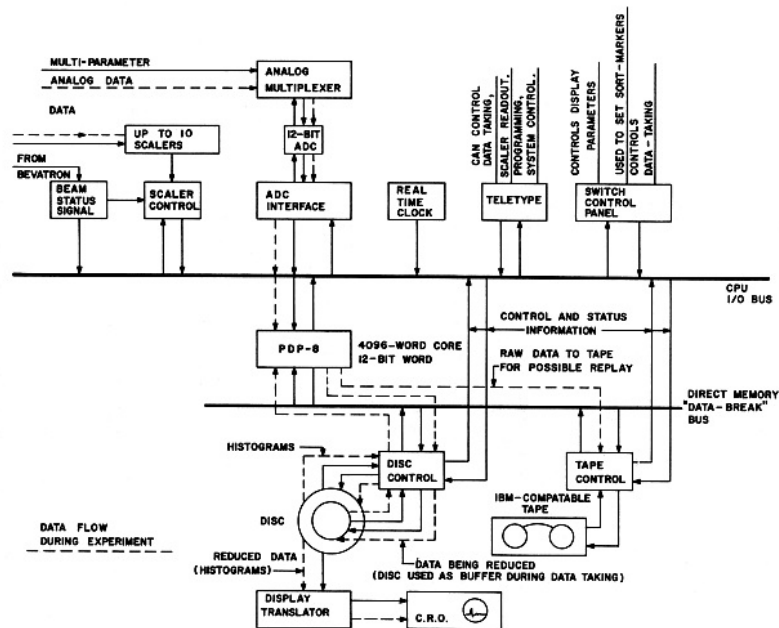 MULTI-PARAMETER
ANALOG DATA
ANALOG
MULTIPLEXER
DATA
UP TO 10
SCALERS
12-BIT
ADC
FROM
BEVATRON
BEAM
STATUS
SIGNAL
SCALER
CONTROL
ADC
INTERFACE
REAL
TIME
CLOCK
CAN CONTROL
DATA TAKING,
SCALER READOUT,
PROGRAMMING,
SYSTEM CONTROL.
TELETYPE
CONTROLS DISPLAY
PARAMETERS
USED TO SET SORT-MARKERS
CONTROLS
DATA-TAKING
SWITCH
CONTROL
PANEL
CPU
I/O BUS
CONTROL AND STATUS
INFORMATION
PDP-8
4096-WORD CORE
12-BIT WORD
RAW DATA TO TAPE
FOR POSSIBLE REPLAY
DIRECT MEMORY
"DATA-BREAK"
BUS
HISTOGRAMS
DISC
CONTROL
TAPE
CONTROL
IBM-COMPATABLE
TAPE
DISC
DATA FLOW
DURING EXPERIMENT
REDUCED DATA
(HISTOGRAMS)
DATA BEING REDUCED
(DISC USED AS BUFFER DURING DATA TAKING)
DISPLAY
TRANSLATOR
C.R.O.